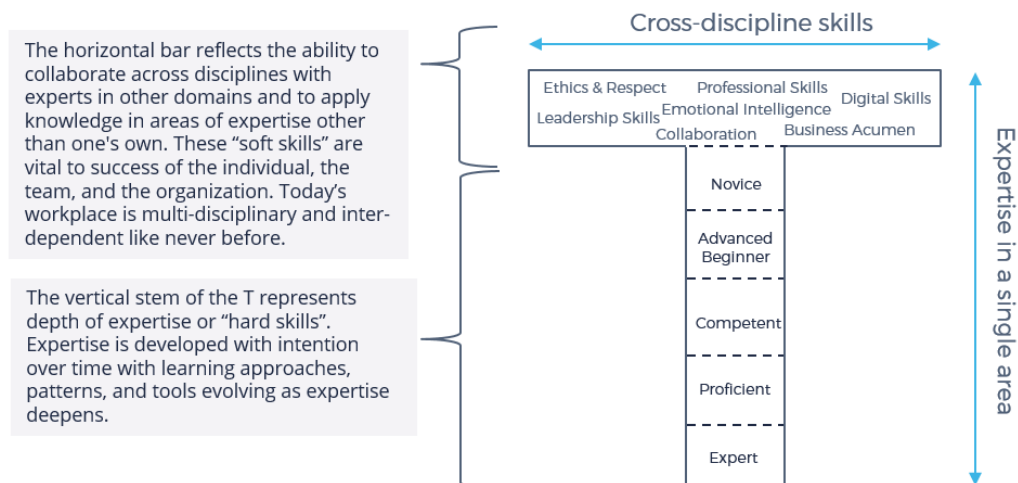 Cross-discipline skills
The horizontal bar reflects the ability to
collaborate across disciplines with
experts in other domains and to apply
knowledge in areas of expertise other
than one's own. These “soft skills” are
vital to success of the individual, the
team, and the organization. Today’s
workplace is multi-disciplinary and inter-
dependent like never before.
The vertical stem of the T represents
depth of expertise or “hard skills”.
Expertise is developed with intention
over time with learning approaches,
patterns, and tools evolving as expertise
deepens.
Ethics & Respect
Professional Skills
Digital Skills
Leadership Skills
Emotional Intelligence
Collaboration
Business Acumen
Novice
Advanced
Beginner
Competent
Proficient
Expert
Expertise in a single area